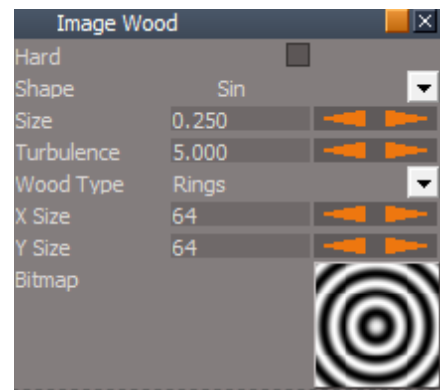 Image Wood
Hard
Shape Sin
Size 0.250
Turbulence 5.000
Wood Type Rings
X Size 64
Y Size 64
Bitmap